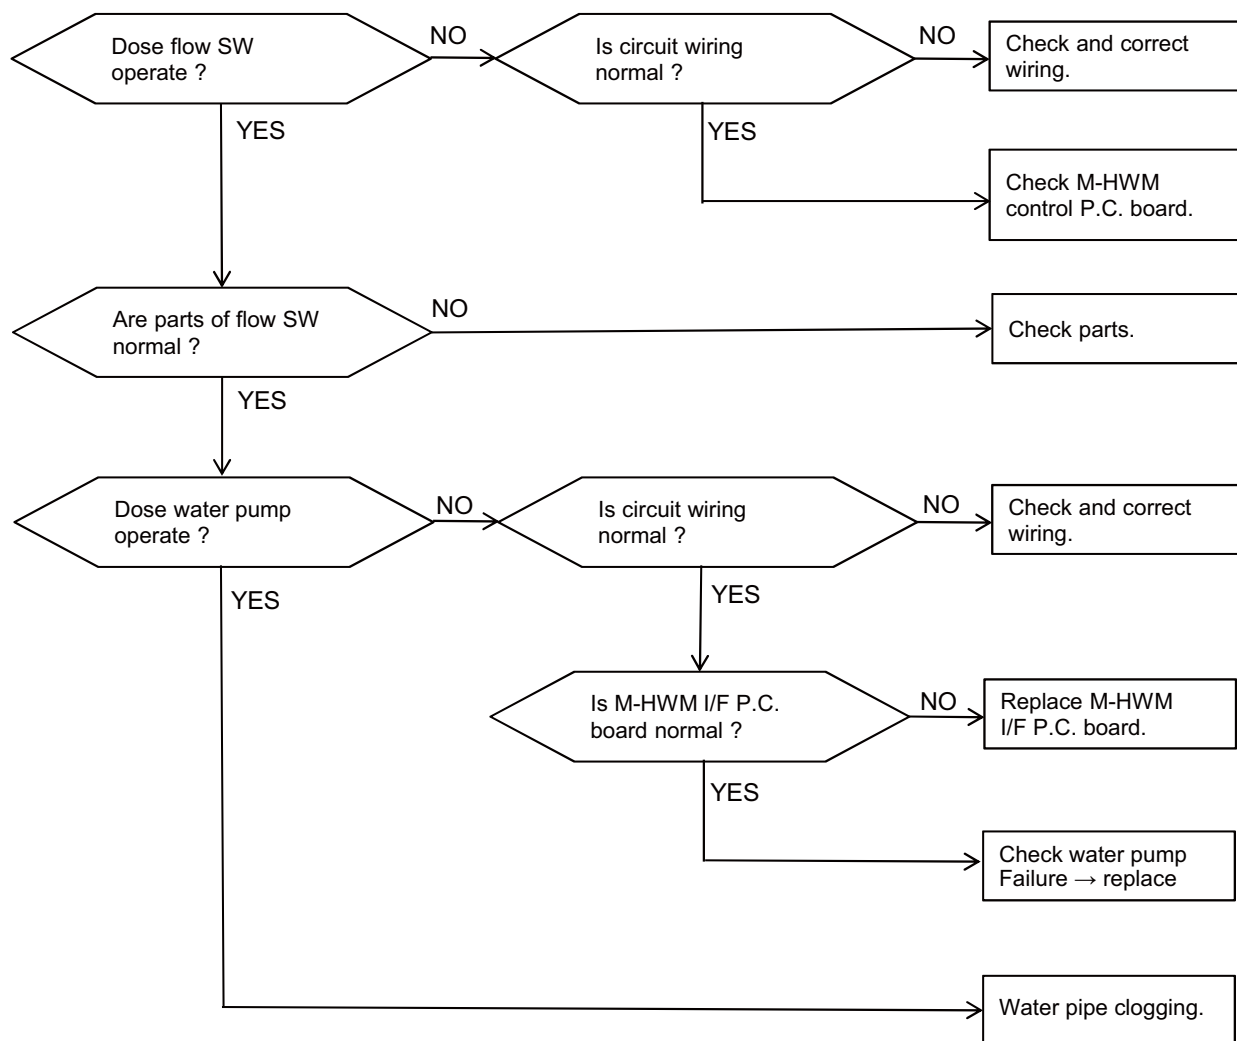 Dose flow SW
operate ?
NO
Is circuit wiring
normal ?
NO
Check and correct
wiring.
YES
YES
Check M-HWM
control P.C. board.
Are parts of flow SW
normal ?
NO
Check parts.
YES
Dose water pump
operate ?
NO
Is circuit wiring
normal ?
NO
Check and correct
wiring.
YES
YES
Is M-HWM I/F P.C.
board normal ?
NO
Replace M-HWM
I/F P.C. board.
YES
Check water pump
Failure → replace
Water pipe clogging.